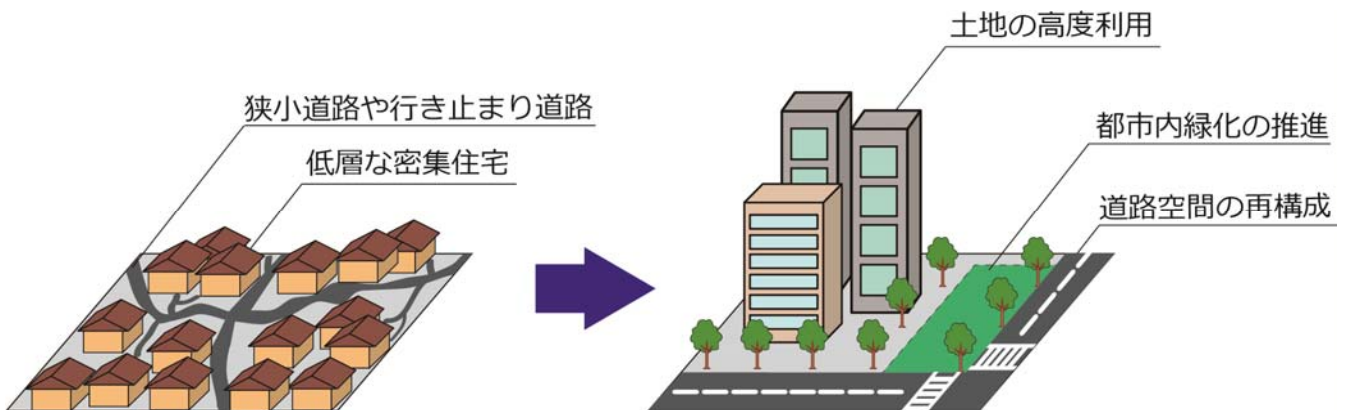 狭小道路や行き止まり道路
低層な密集住宅
土地の高度利用
都市内緑化の推進
道路空間の再構成